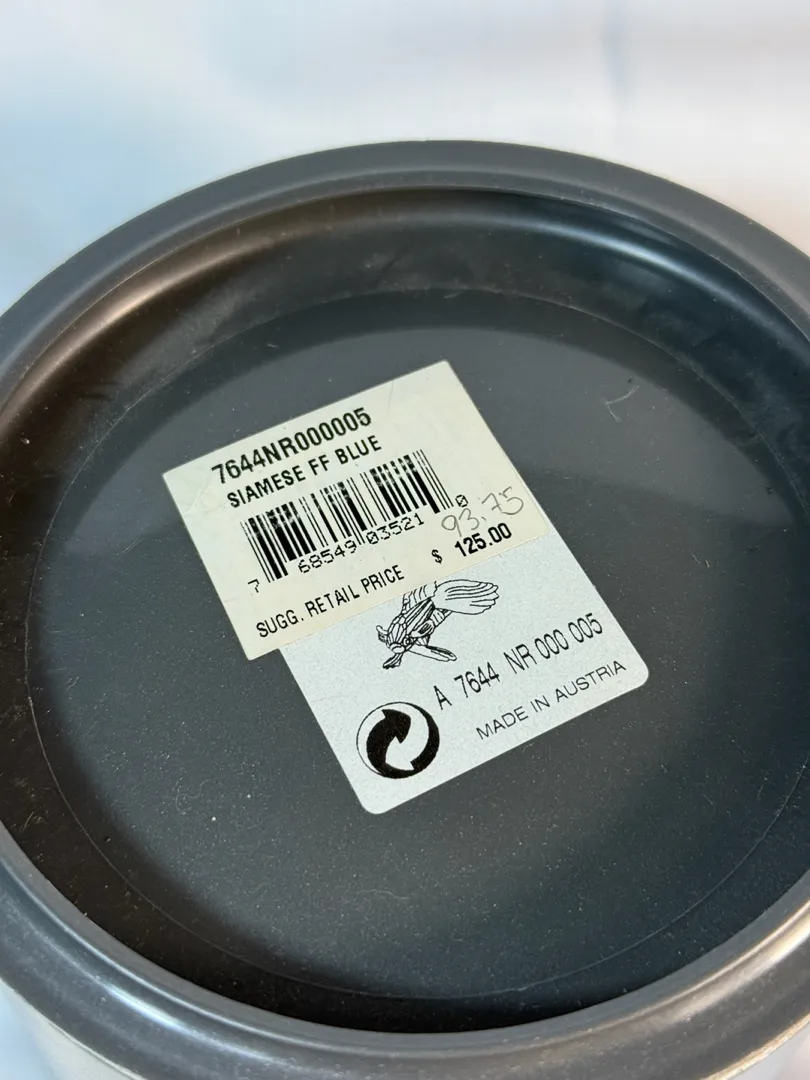 7644NR000005
SIAMESE FF BLUE
7 68549 03521 0
93.75
SUGG. RETAIL PRICE $ 125.00
A 7644 NR 000 005
MADE IN AUSTRIA